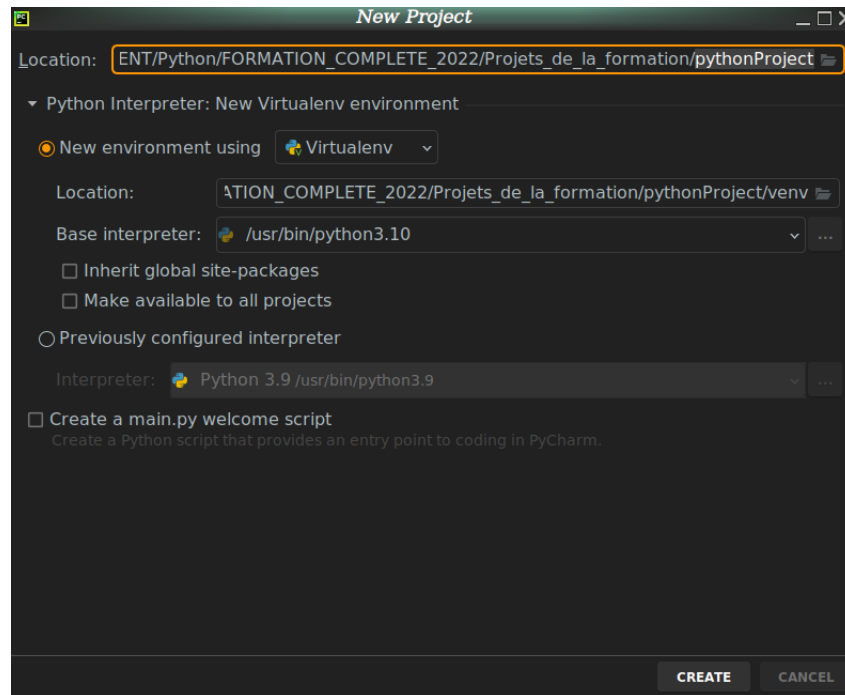 New Project
Location: ENT/Python/FORMATION_COMPLETE_2022/Projets_de_la_formation/pythonProject
Python Interpreter: New Virtualenv environment
New environment using Virtualenv
Location: ATION_COMPLETE_2022/Projets_de_la_formation/pythonProject/venv
Base interpreter: /usr/bin/python3.10 ...
Inherit global site-packages
Make available to all projects
Previously configured interpreter
Interpreter: Python 3.9 /usr/bin/python3.9 ...
Create a main.py welcome script
Create a Python script that provides an entry point to coding in PyCharm.
CREATE CANCEL